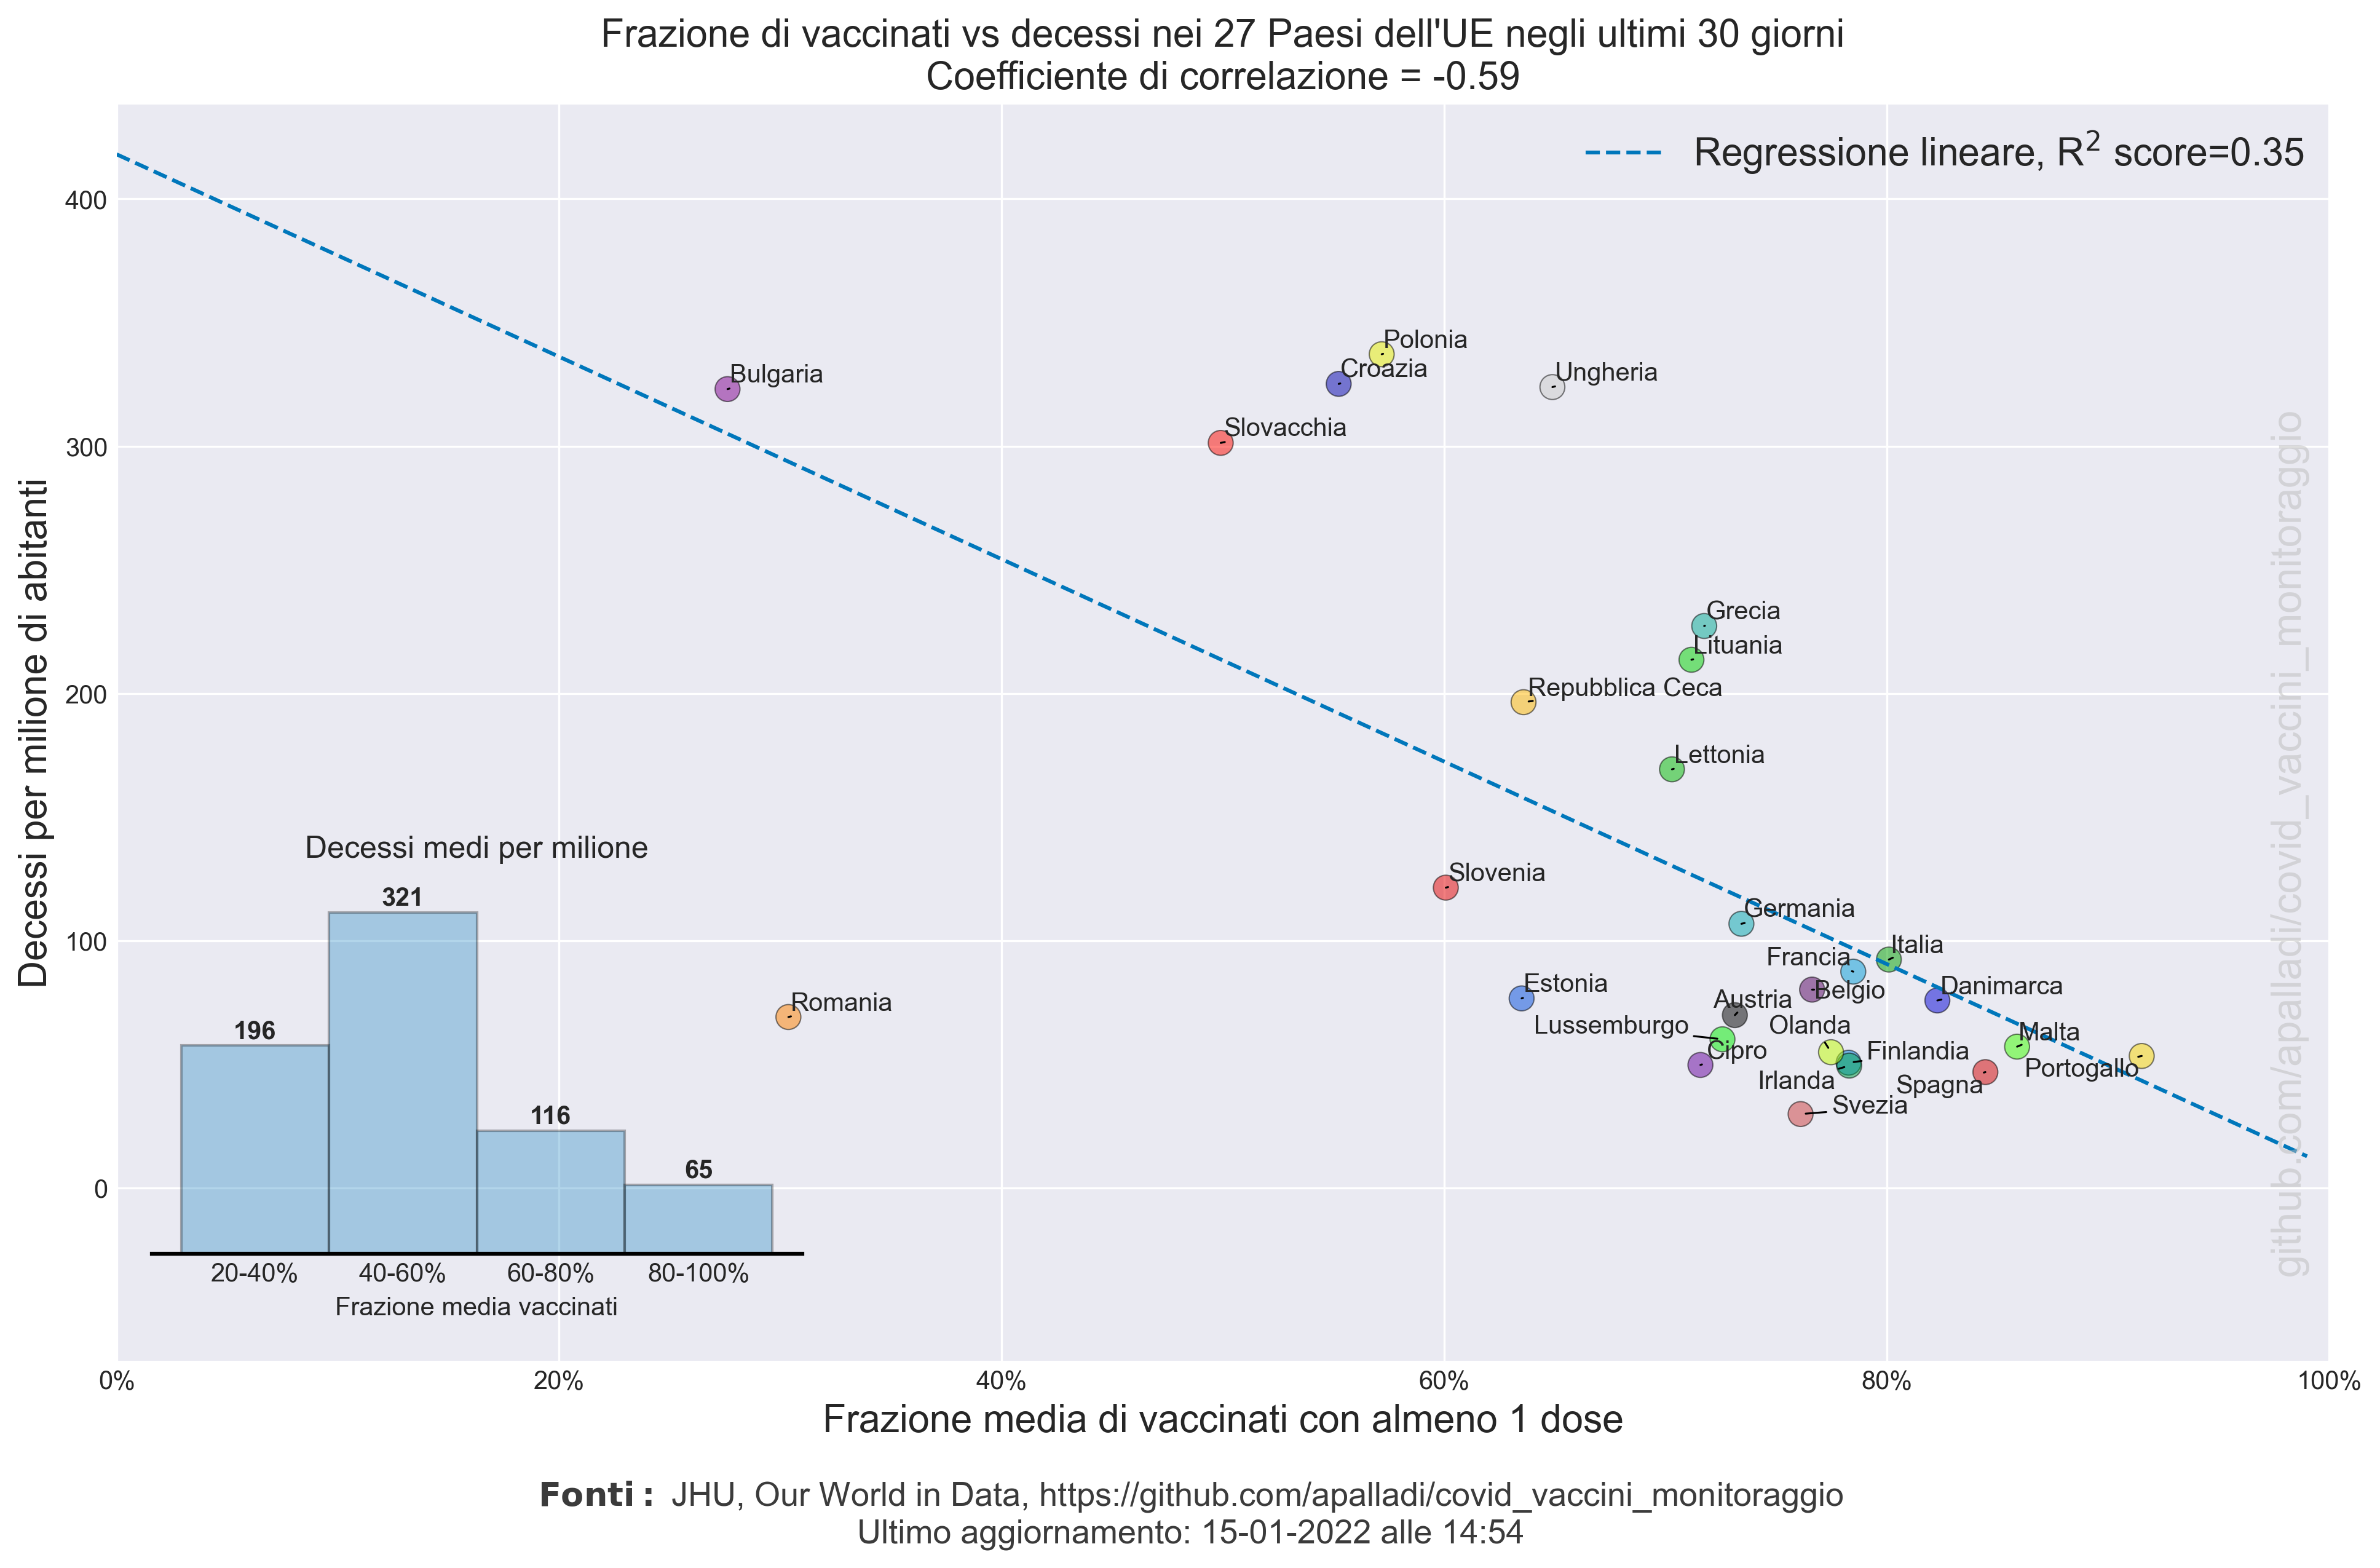 Frazione di vaccinati vs decessi nei 27 Paesi dell'UE negli ultimi 30 giorni
Coefficiente di correlazione = -0.59
Regressione lineare, R² score=0.35
Decessi per milione di abitanti
400
300
200
100
0
Polonia
Croazia
Ungheria
Bulgaria
Slovacchia
Grecia
Lituania
Repubblica Ceca
Lettonia
Slovenia
Germania
Italia
Francia
Estonia
Belgio
Danimarca
Romania
Austria
Lussemburgo
Olanda
Malta
Cipro
Finlandia
Portogallo
Irlanda
Spagna
Svezia
Decessi medi per milione
321
196
116
65
20-40%
40-60%
60-80%
80-100%
Frazione media vaccinati
github.com/apalladi/covid_vaccini_monitoraggio
0%
20%
40%
60%
80%
100%
Frazione media di vaccinati con almeno 1 dose
Fonti: JHU, Our World in Data, https://github.com/apalladi/covid_vaccini_monitoraggio
Ultimo aggiornamento: 15-01-2022 alle 14:54